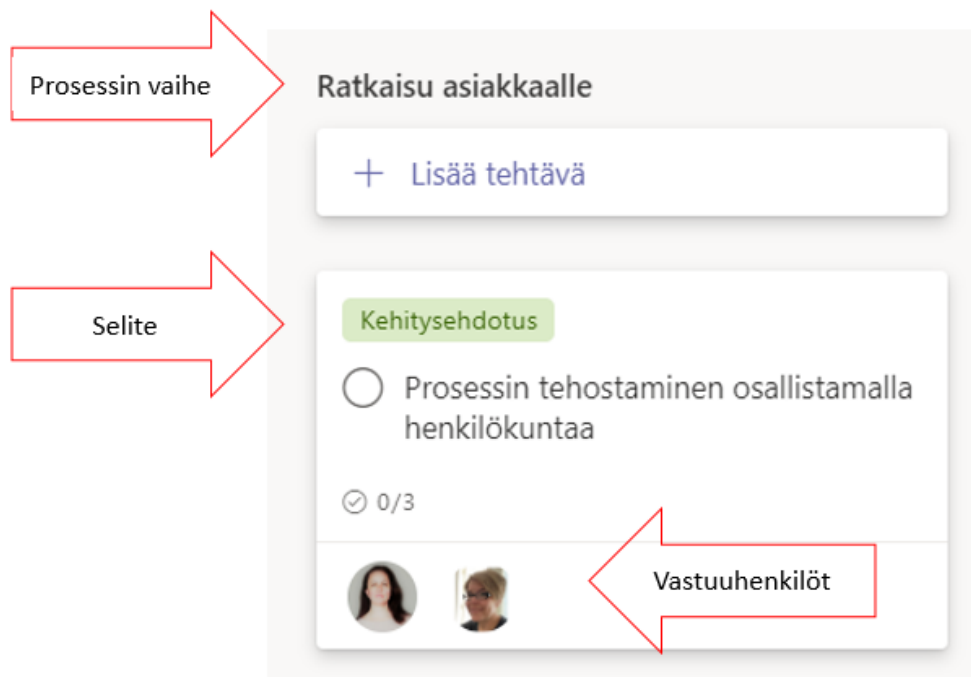 Prosessin vaihe
Ratkaisu asiakkaalle
+ Lisää tehtävä
Selite
Kehitysehdotus
Prosessin tehostaminen osallistamalla
henkilökuntaa
0/3
Vastuuhenkilöt